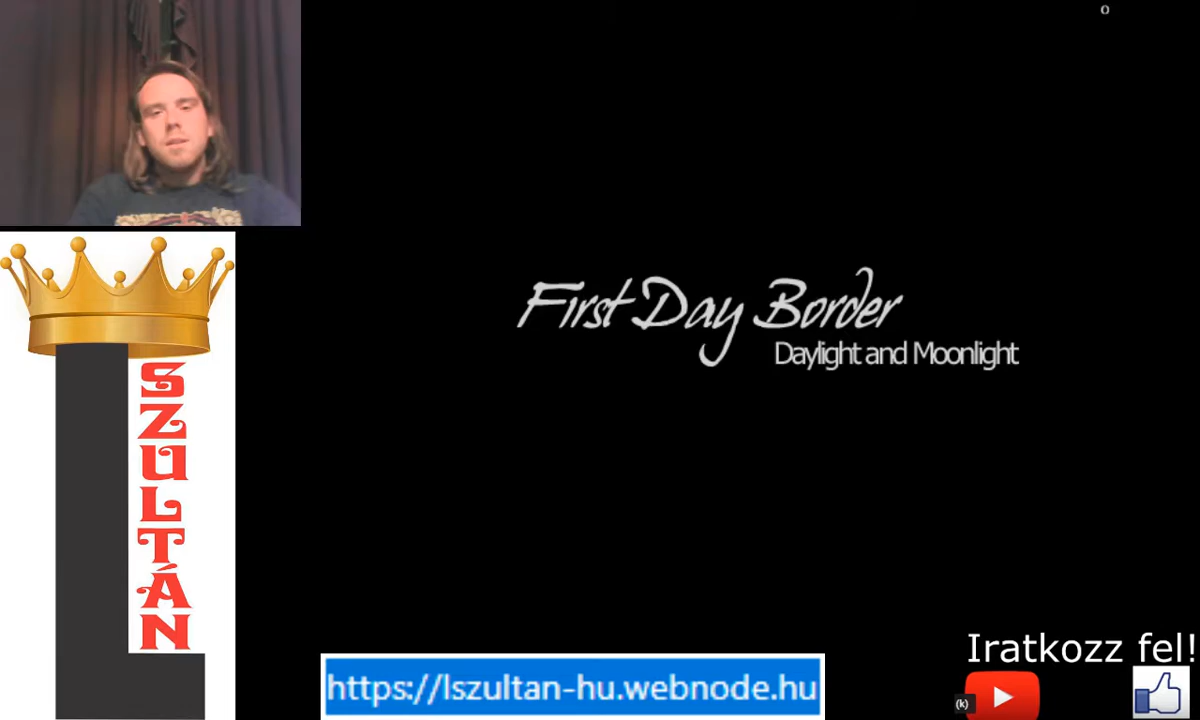 o
First Day Border
Daylight and Moonlight
L
SZULTÁN
https://lszultan-hu.webnode.hu
Iratkozz fel!
(k)